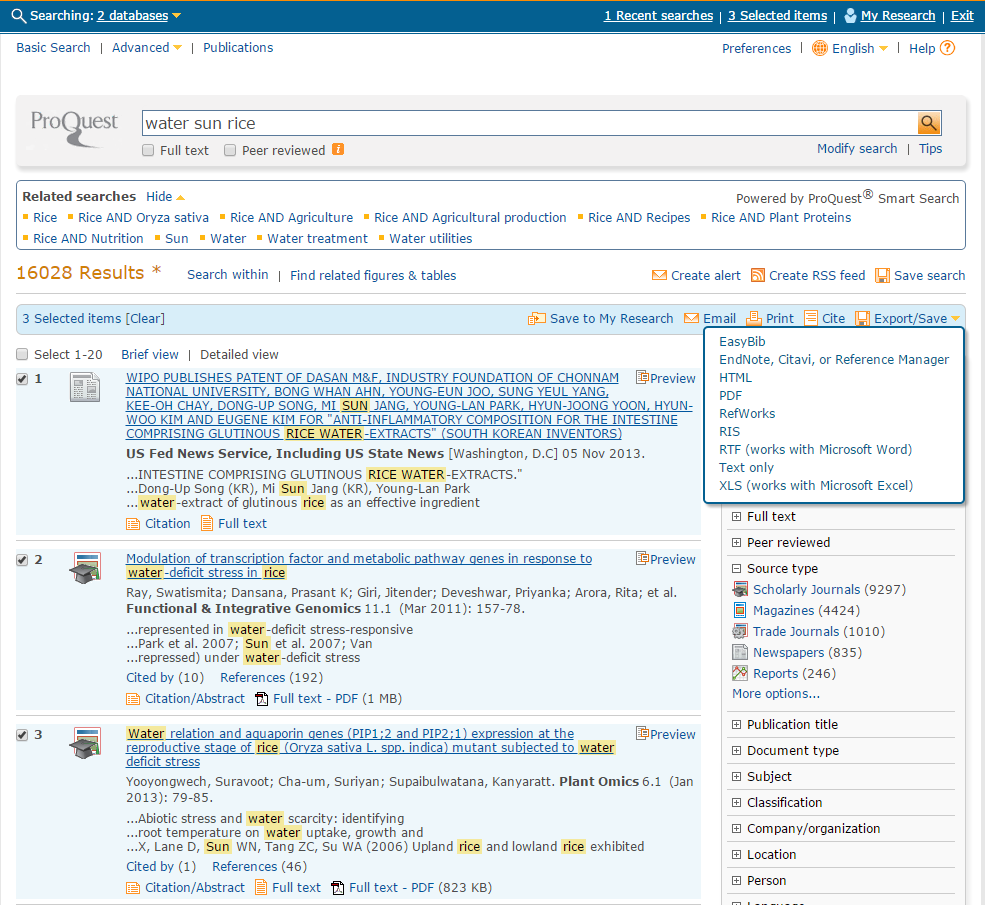 Searching: 2 databases
1 Recent searches | 3 Selected items | My Research | Exit
Basic Search | Advanced | Publications
Preferences | English | Help ?
ProQuest
water sun rice
Full text Peer reviewed i
Modify search | Tips
Related searches Hide
Powered by ProQuest® Smart Search
Rice Rice AND Oryza sativa Rice AND Agriculture Rice AND Agricultural production Rice AND Recipes Rice AND Plant Proteins
Rice AND Nutrition Sun Water Water treatment Water utilities
16028 Results * Search within | Find related figures & tables
Create alert Create RSS feed Save search
3 Selected items [Clear]
Save to My Research Email Print Cite Export/Save
EasyBib
EndNote, Citavi, or Reference Manager
HTML
PDF
RefWorks
RIS
RTF (works with Microsoft Word)
Text only
XLS (works with Microsoft Excel)
Select 1-20 Brief view | Detailed view
1
WIPO PUBLISHES PATENT OF DASAN M&F, INDUSTRY FOUNDATION OF CHONNAM
NATIONAL UNIVERSITY, BONG WHAN AHN, YOUNG-EUN JOO, SUNG YEUL YANG,
KEE-OH CHAY, DONG-UP SONG, MI SUN JANG, YOUNG-LAN PARK, HYUN-JOONG YOON, HYUN-
WOO KIM AND EUGENE KIM FOR "ANTI-INFLAMMATORY COMPOSITION FOR THE INTESTINE
COMPRISING GLUTINOUS RICE WATER-EXTRACTS" (SOUTH KOREAN INVENTORS)
Preview
US Fed News Service, Including US State News [Washington, D.C] 05 Nov 2013.
...INTESTINE COMPRISING GLUTINOUS RICE WATER-EXTRACTS."
...Dong-Up Song (KR), Mi Sun Jang (KR), Young-Lan Park
...water-extract of glutinous rice as an effective ingredient
Citation Full text
2
Modulation of transcription factor and metabolic pathway genes in response to
water-deficit stress in rice
Preview
Ray, Swatismita; Dansana, Prasant K; Giri, Jitender; Deveshwar, Priyanka; Arora, Rita; et al.
Functional & Integrative Genomics 11.1 (Mar 2011): 157-78.
...represented in water-deficit stress-responsive
...Park et al. 2007; Sun et al. 2007; Van
...repressed) under water-deficit stress
Cited by (10) References (192)
Citation/Abstract Full text - PDF (1 MB)
3
Water relation and aquaporin genes (PIP1;2 and PIP2;1) expression at the
reproductive stage of rice (Oryza sativa L. spp. indica) mutant subjected to water
deficit stress
Preview
Yooyongwech, Suravoot; Cha-um, Suriyan; Supaibulwatana, Kanyaratt. Plant Omics 6.1 (Jan
2013): 79-85.
...Abiotic stress and water scarcity: identifying
...root temperature on water uptake, growth and
...X, Lane D, Sun WN, Tang ZC, Su WA (2006) Upland rice and lowland rice exhibited
Cited by (1) References (46)
Citation/Abstract Full text Full text - PDF (823 KB)
Full text
Peer reviewed
Source type
Scholarly Journals (9297)
Magazines (4424)
Trade Journals (1010)
Newspapers (835)
Reports (246)
More options...
Publication title
Document type
Subject
Classification
Company/organization
Location
Person
Language